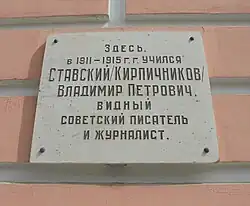 Здесь,
в 1911-1915 г.г. учился
Ставский/Кирпичников/
Владимир Петрович,
видный
советский писатель
и журналист.